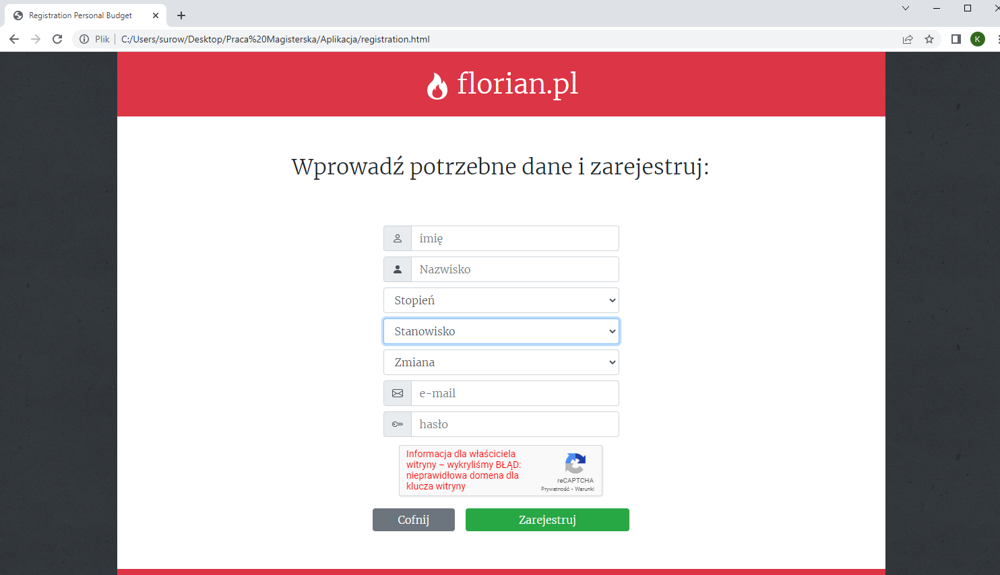 Registration Personal Budget
Plik C:/Users/surow/Desktop/Praca%20Magisterska/Aplikacja/registration.html
K
florian.pl
Wprowadź potrzebne dane i zarejestruj:
imię
Nazwisko
Stopień
Stanowisko
Zmiana
e-mail
hasło
Informacja dla właściciela
witryny – wykryliśmy BŁĄD:
nieprawidłowa domena dla
klucza witryny
reCAPTCHA
Prywatność - Warunki
Cofnij
Zarejestruj